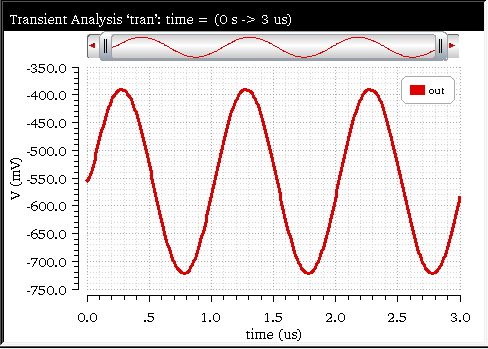 Transient Analysis ‘tran’: time = (0 s -> 3 us)
-350.0
-400.0
-450.0
-500.0
-550.0
-600.0
-650.0
-700.0
-750.0
V (mV)
out
0.0 .5 1.0 1.5 2.0 2.5 3.0
time (us)